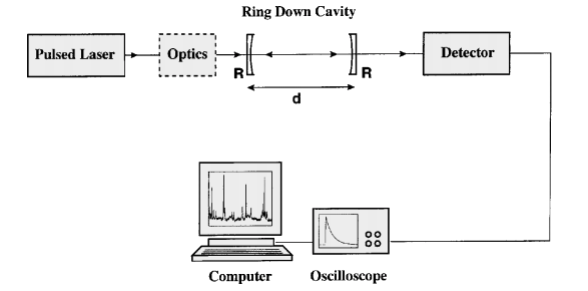 Ring Down Cavity
Pulsed Laser
Optics
R
R
Detector
d
Computer
Oscilloscope